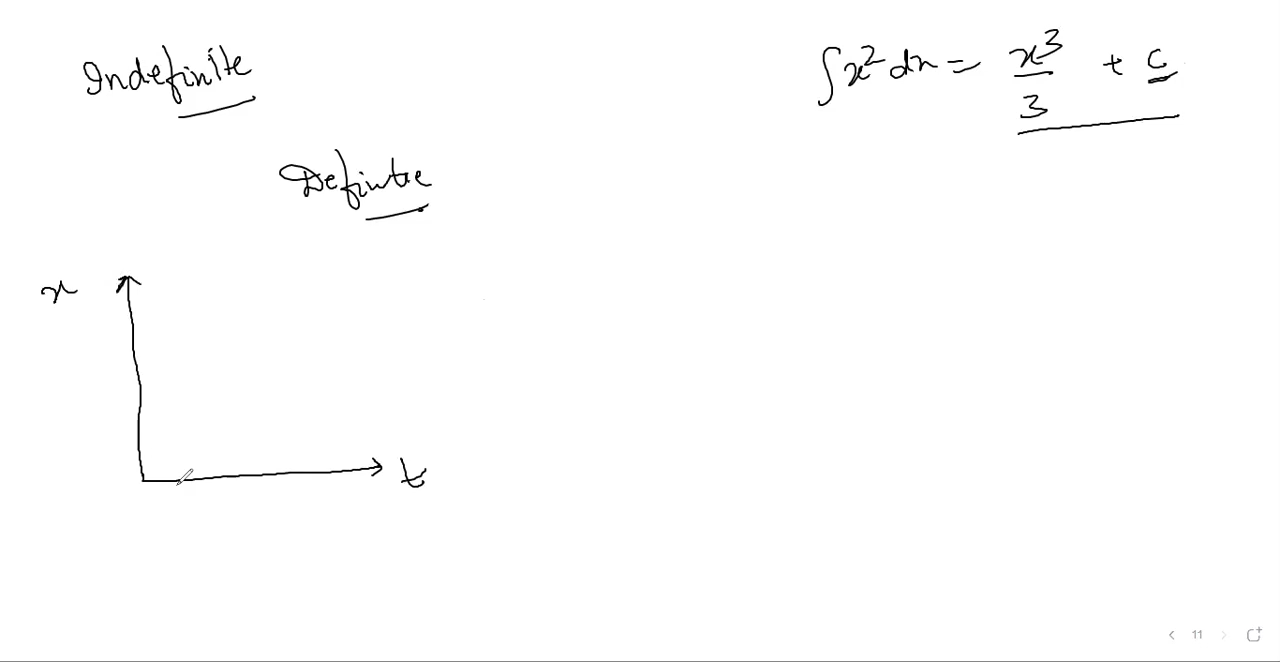 Indefinite
∫x² dx = x³/3 + c
Definite
x
t
11